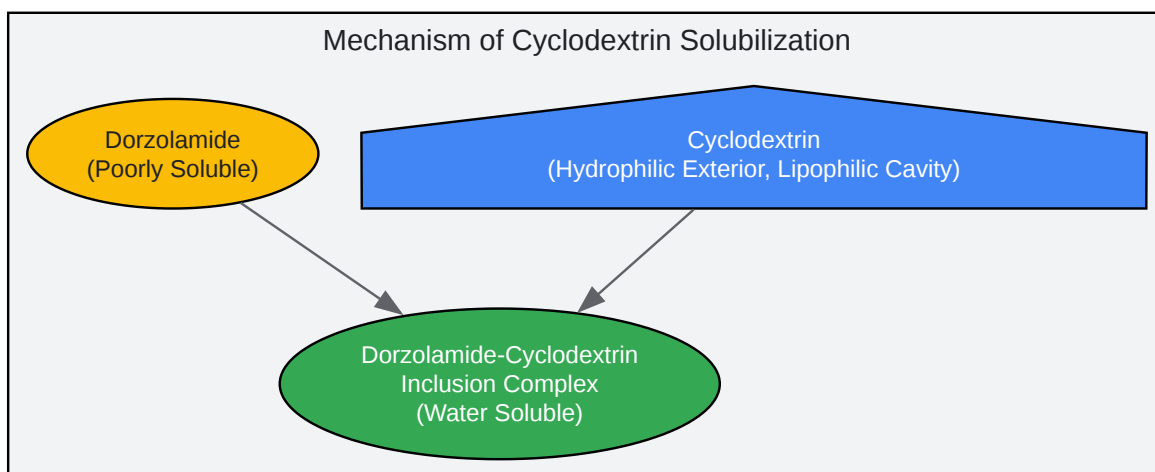 Mechanism of Cyclodextrin Solubilization
Dorzolamide
(Poorly Soluble)
Cyclodextrin
(Hydrophilic Exterior, Lipophilic Cavity)
Dorzolamide-Cyclodextrin
Inclusion Complex
(Water Soluble)